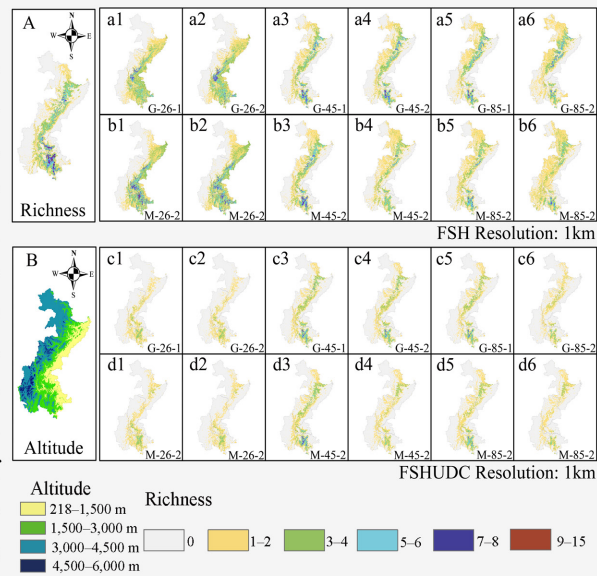 A
N
W E
S
Richness
a1
G-26-1
a2
G-26-2
a3
G-45-1
a4
G-45-2
a5
G-85-1
a6
G-85-2
b1
M-26-2
b2
M-26-2
b3
M-45-2
b4
M-45-2
b5
M-85-2
b6
M-85-2
FSH Resolution: 1km
B
N
W E
S
Altitude
c1
G-26-1
c2
G-26-2
c3
G-45-1
c4
G-45-2
c5
G-85-1
c6
G-85-2
d1
M-26-2
d2
M-26-2
d3
M-45-2
d4
M-45-2
d5
M-85-2
d6
M-85-2
FSHUDC Resolution: 1km
Altitude
218–1,500 m
1,500–3,000 m
3,000–4,500 m
4,500–6,000 m
Richness
0 1–2 3–4 5–6 7–8 9–15